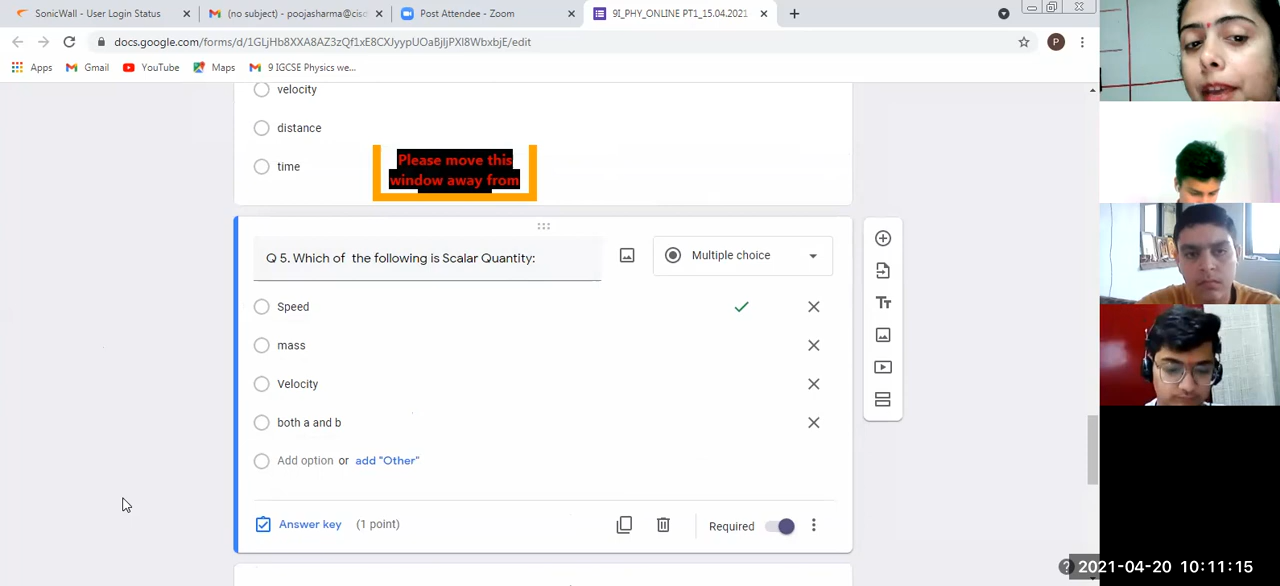 SonicWall - User Login Status
(no subject) - poojasharma@cisd
Post Attendee - Zoom
9I_PHY_ONLINE PT1_15.04.2021
docs.google.com/forms/d/1GLjHb8XXA8AZ3zQf1xE8CXJyypUOaBjIjPXI8WbxbjE/edit
P
Apps
Gmail
YouTube
Maps
9 IGCSE Physics we...
velocity
distance
time
Please move this
window away from
Q 5. Which of the following is Scalar Quantity:
Multiple choice
Speed
mass
Velocity
both a and b
Add option or add "Other"
Answer key (1 point)
Required
2021-04-20 10:11:15